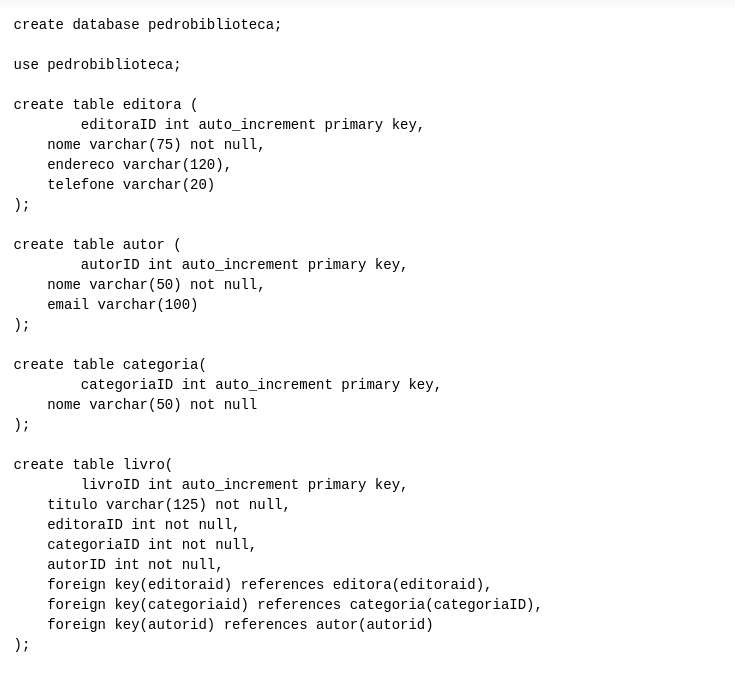 create database pedrobiblioteca;
use pedrobiblioteca;
create table editora (
editoraID int auto_increment primary key,
nome varchar(75) not null,
endereco varchar(120),
telefone varchar(20)
);
create table autor (
autorID int auto_increment primary key,
nome varchar(50) not null,
email varchar(100)
);
create table categoria(
categoriaID int auto_increment primary key,
nome varchar(50) not null
);
create table livro(
livroID int auto_increment primary key,
titulo varchar(125) not null,
editoraID int not null,
categoriaID int not null,
autorID int not null,
foreign key(editoraid) references editora(editoraid),
foreign key(categoriaid) references categoria(categoriaID),
foreign key(autorid) references autor(autorid)
);